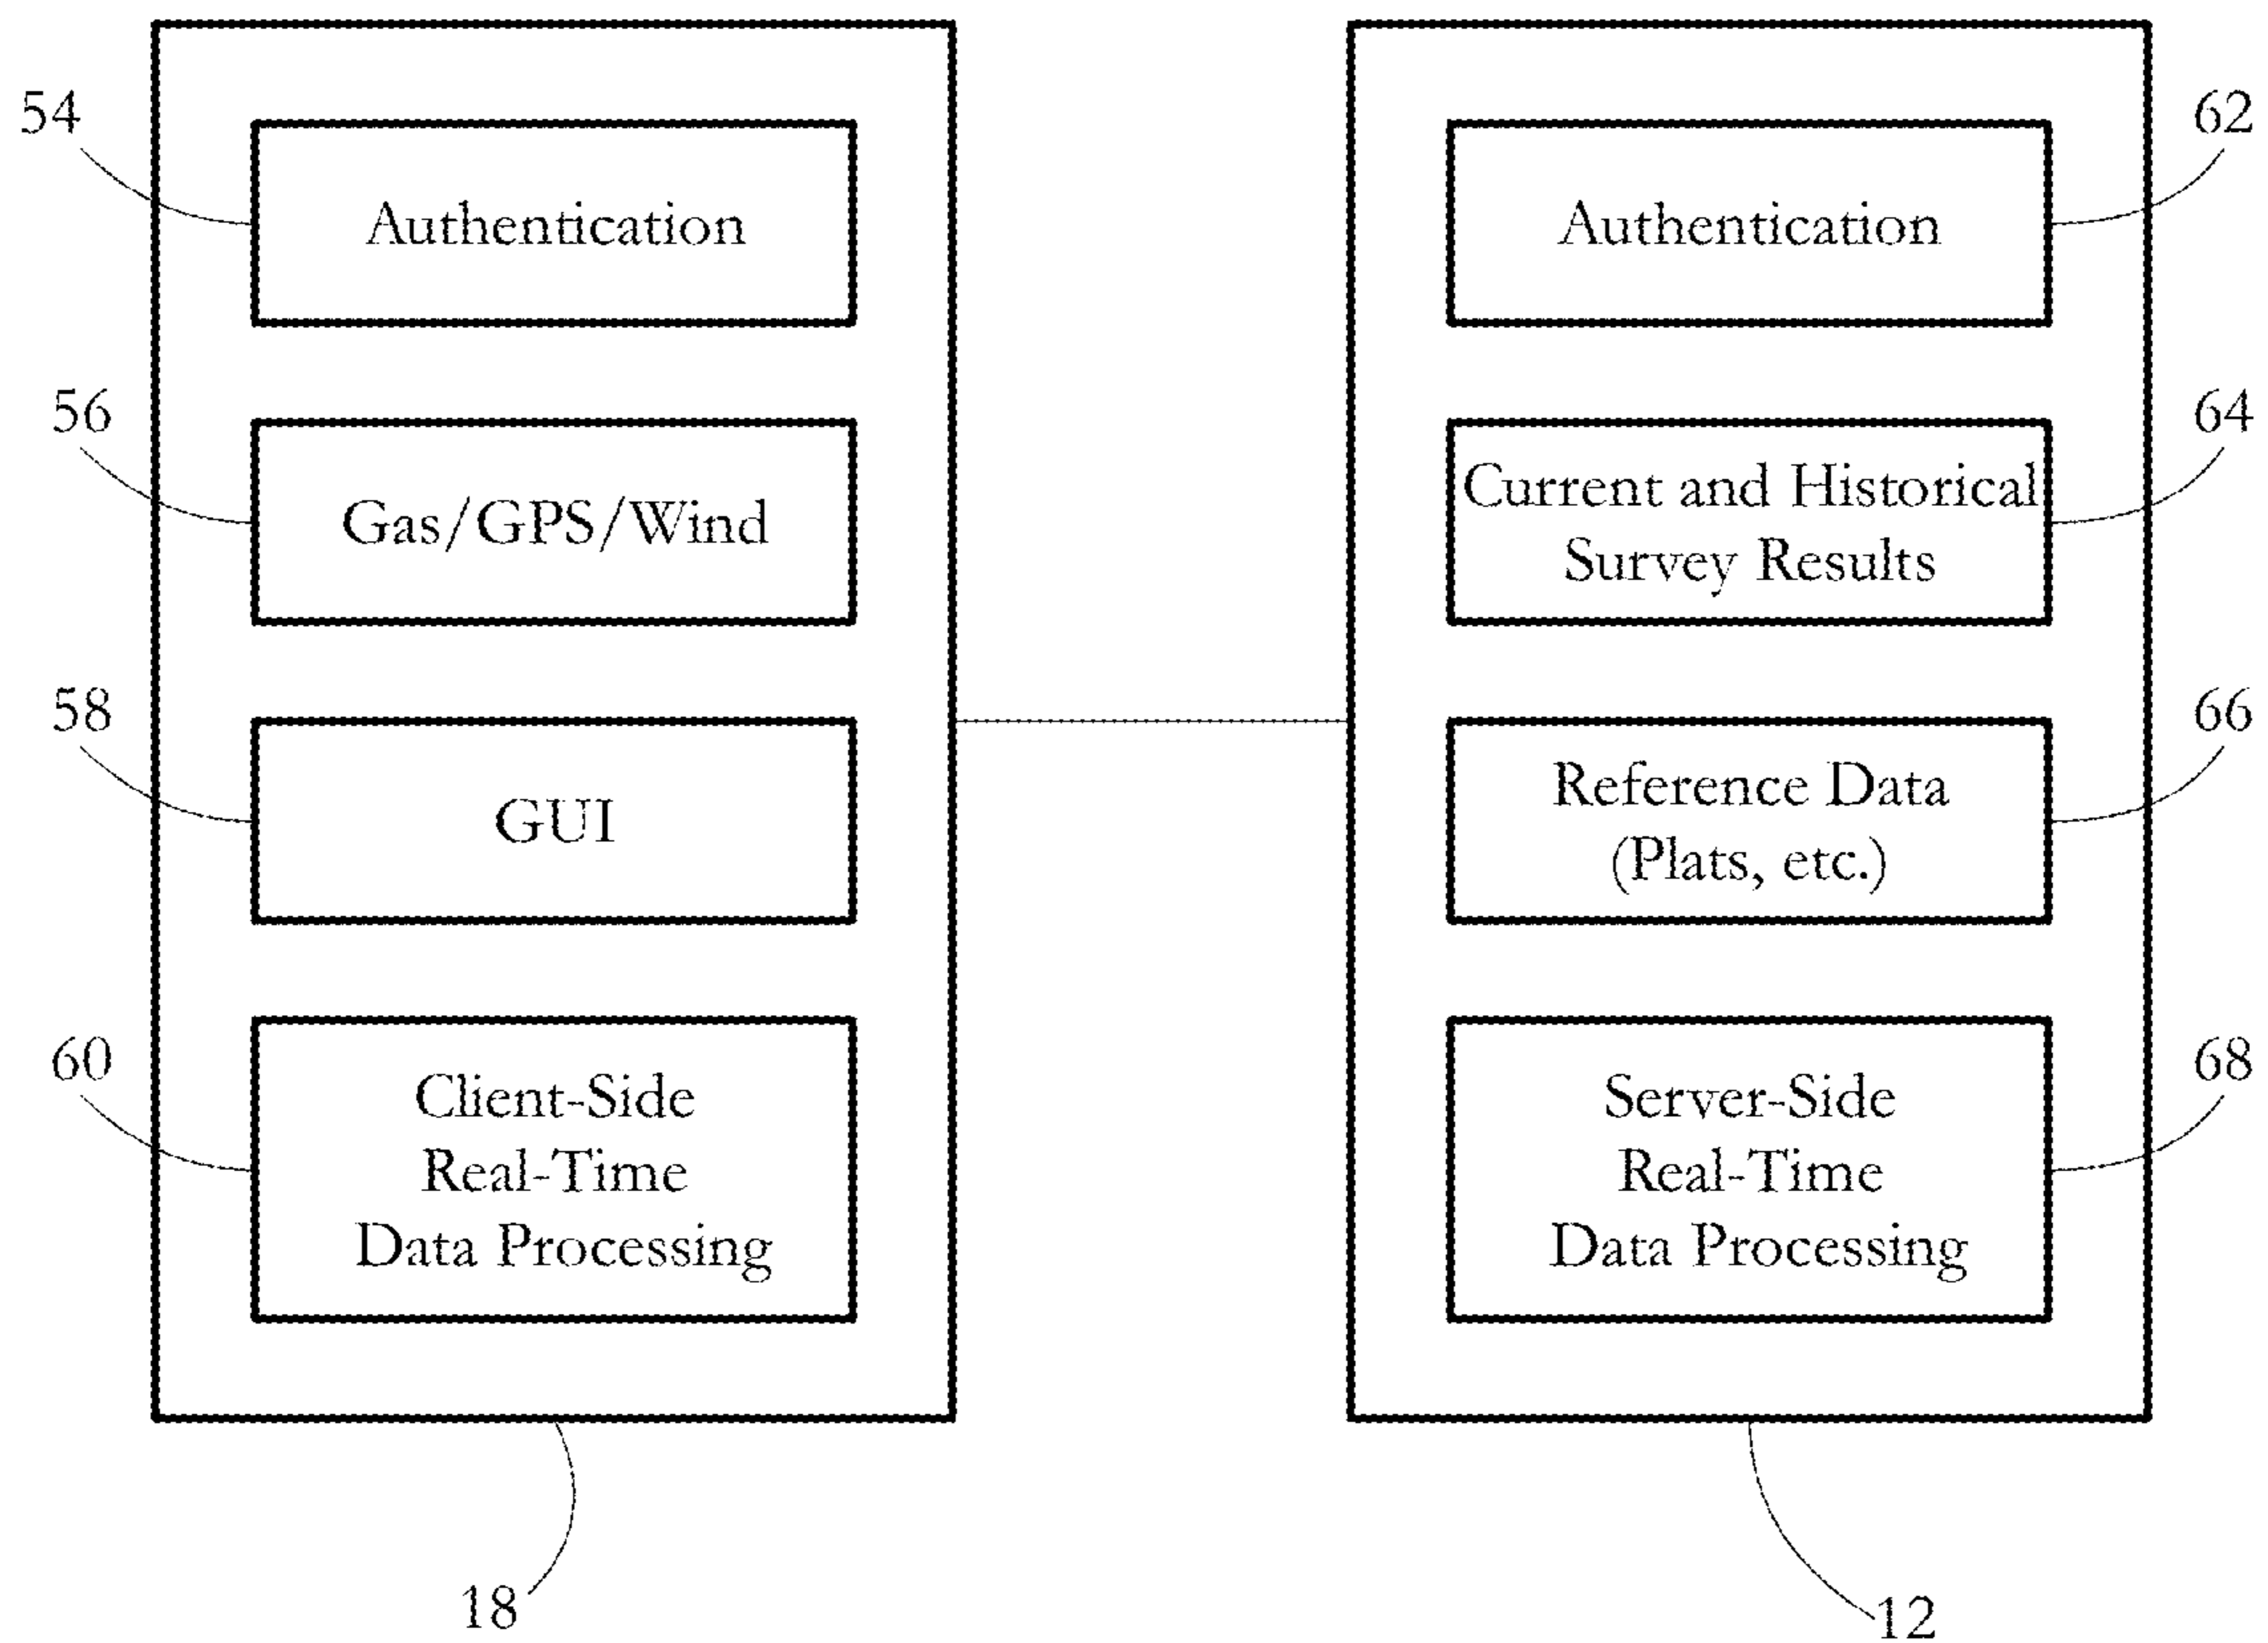 54
Authentication
56
Gas/GPS/Wind
58
GUI
60
Client-Side
Real-Time
Data Processing
18
62
Authentication
64
Current and Historical
Survey Results
66
Reference Data
(Plats, etc.)
68
Server-Side
Real-Time
Data Processing
12